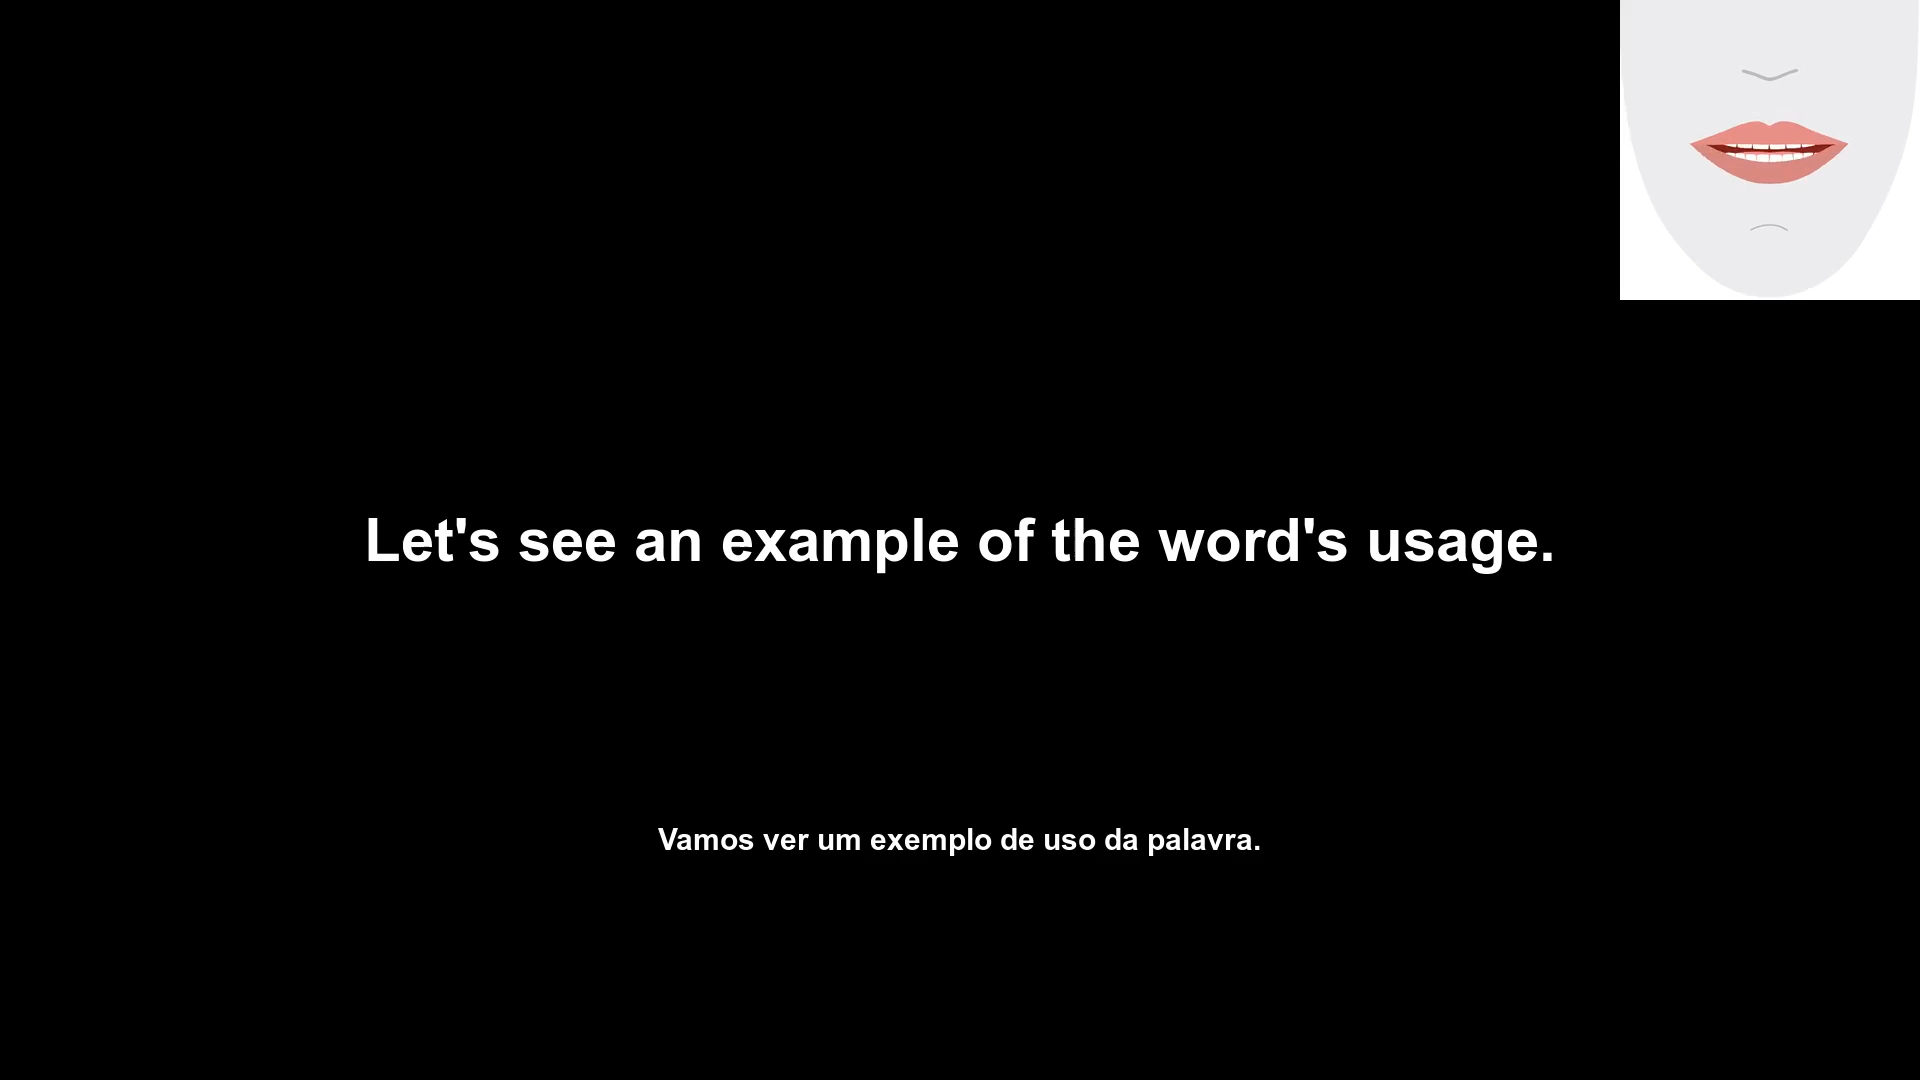 Let's see an example of the word's usage.
Vamos ver um exemplo de uso da palavra.